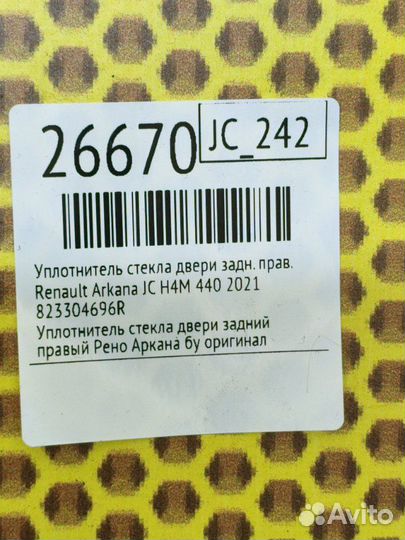 26670
JC_242
Уплотнитель стекла двери задн. прав.
Renault Arkana JC H4M 440 2021
823304696R
Уплотнитель стекла двери задний
правый Рено Аркана бу оригинал
Avito